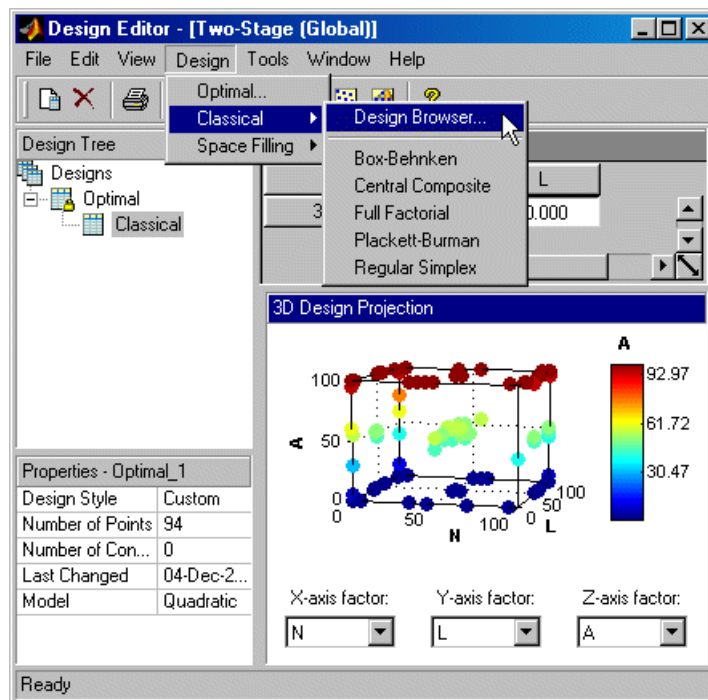 Design Editor - [Two-Stage (Global)]
File Edit View Design Tools Window Help
Optimal...
Classical
Space Filling
Design Browser...
Box-Behnken
Central Composite
Full Factorial
Plackett-Burman
Regular Simplex
Design Tree
Designs
Optimal
Classical
L
3
0.000
3D Design Projection
A
92.97
61.72
30.47
100
50
0
A
0 50 100
N
0 50 100
L
Properties - Optimal_1
Design Style Custom
Number of Points 94
Number of Con... 0
Last Changed 04-Dec-2...
Model Quadratic
X-axis factor: Y-axis factor: Z-axis factor:
N L A
Ready